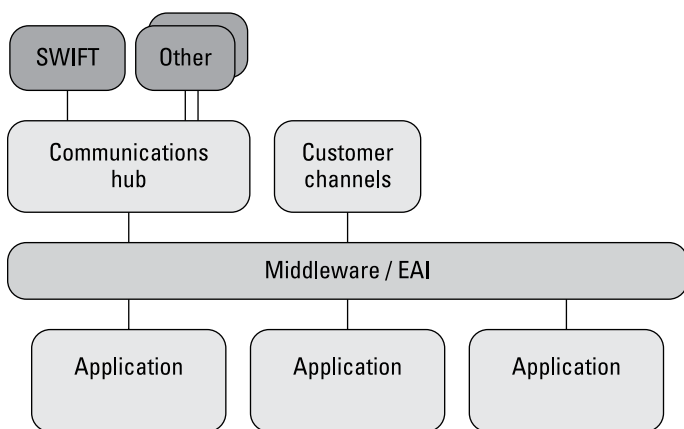 SWIFT
Other
Communications
hub
Customer
channels
Middleware / EAI
Application
Application
Application